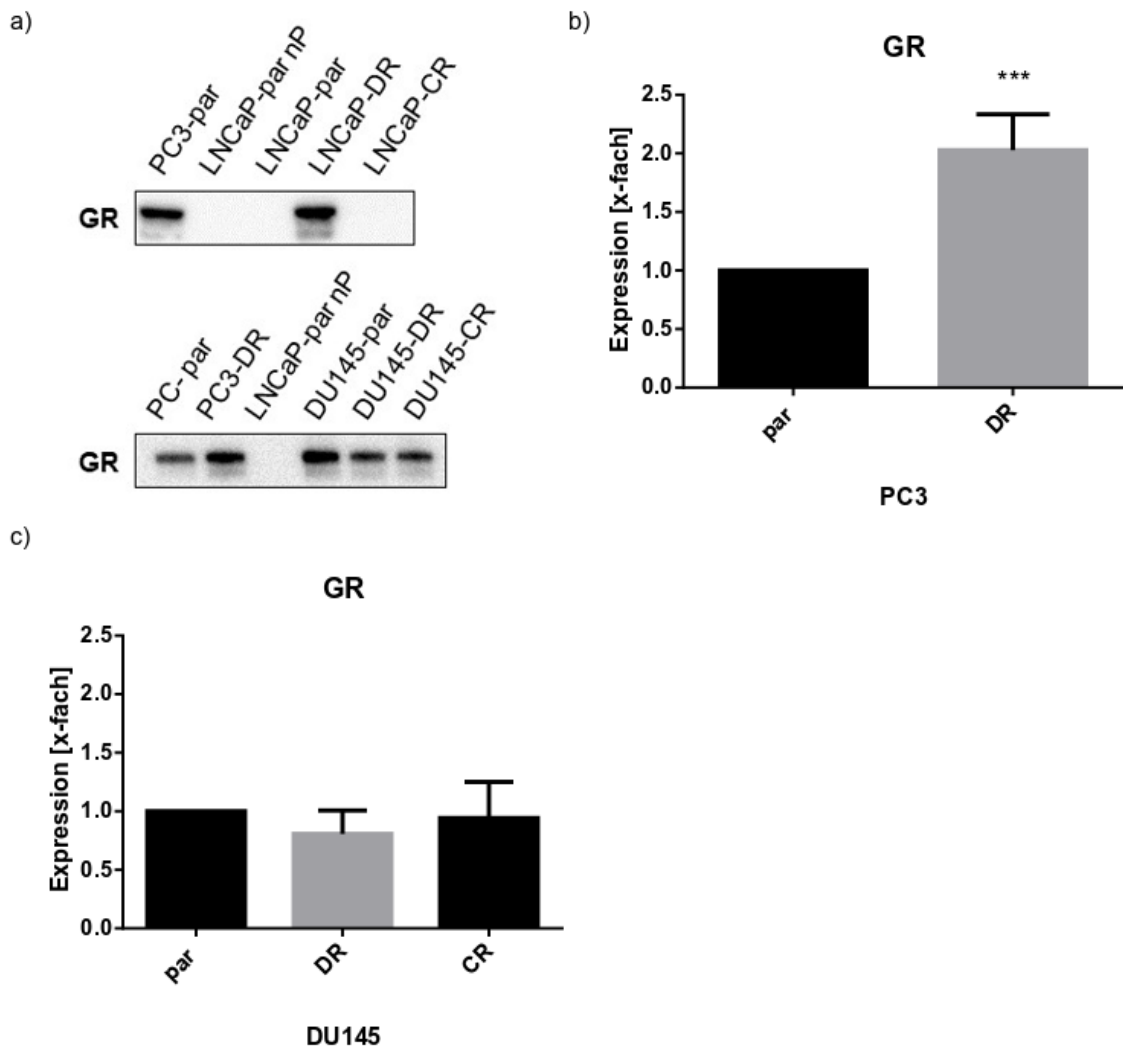 a)
PC3-par
LNCaP-par nP
LNCaP-par
LNCaP-DR
LNCaP-CR
GR
PC- par
PC3-DR
LNCaP-par nP
DU145-par
DU145-DR
DU145-CR
GR
b)
GR
***
Expression [x-fach]
2.5
2.0
1.5
1.0
0.5
0.0
par
DR
PC3
c)
GR
Expression [x-fach]
2.5
2.0
1.5
1.0
0.5
0.0
par
DR
CR
DU145